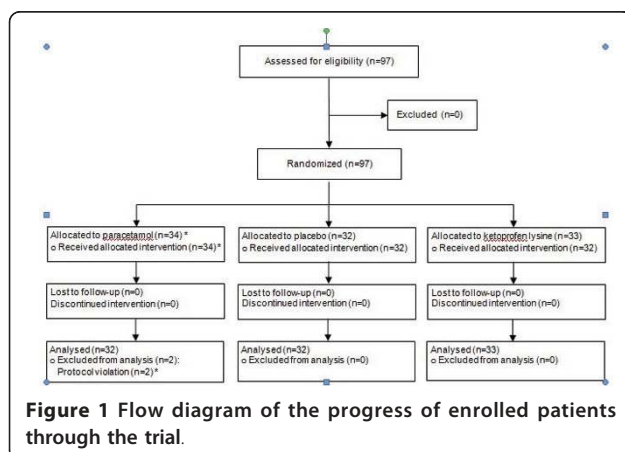 Assessed for eligibility (n=97)
Excluded (n=0)
Randomized (n=97)
Allocated to paracetamol (n=34) *
o Received allocated intervention (n=34)*
Allocated to placebo (n=32)
o Received allocated intervention (n=32)
Allocated to ketoprofen lysine (n=33)
o Received allocated intervention (n=32)
Lost to follow-up (n=0)
Discontinued intervention (n=0)
Lost to follow-up (n=0)
Discontinued intervention (n=0)
Lost to follow-up (n=0)
Discontinued intervention (n=0)
Analysed (n=32)
o Excluded from analysis (n=2):
Protocol violation (n=2)*
Analysed (n=32)
o Excluded from analysis (n=0)
Analysed (n=33)
o Excluded from analysis (n=0)
Figure 1 Flow diagram of the progress of enrolled patients
through the trial.